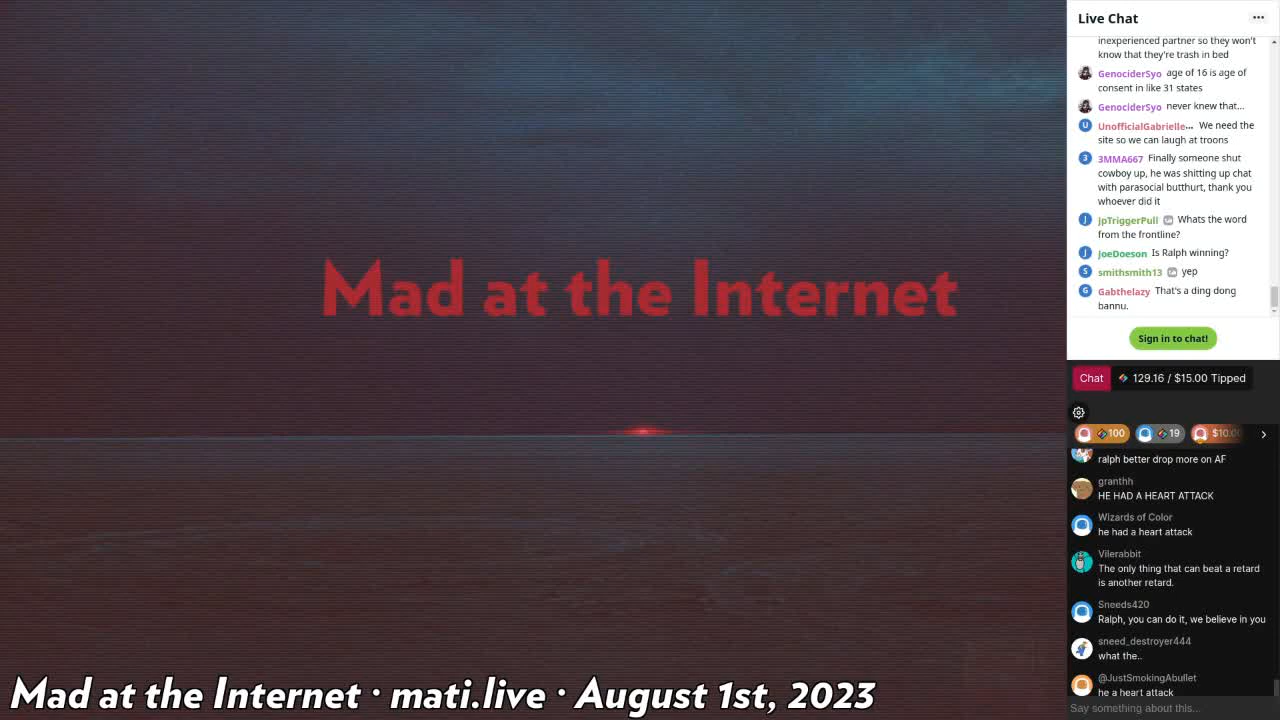 Mad at the Internet
Mad at the Internet · mati.live · August 1st, 2023
Live Chat
inexperienced partner so they won't
know that they're trash in bed
GenociderSyo age of 16 is age of
consent in like 31 states
GenociderSyo never knew that...
UnofficialGabrielle... We need the
site so we can laugh at troons
3MMA667 Finally someone shut
cowboy up, he was shitting up chat
with parasocial butthurt, thank you
whoever did it
JpTriggerPull Whats the word
from the frontline?
JoeDoeson Is Ralph winning?
smithsmith13 yep
Gabthelazy That's a ding dong
bannu.
Sign in to chat!
Chat 129.16 / $15.00 Tipped
100 19 $10.00
ralph better drop more on AF
granthh
HE HAD A HEART ATTACK
Wizards of Color
he had a heart attack
Vilerabbit
The only thing that can beat a retard
is another retard.
Sneeds420
Ralph, you can do it, we believe in you
sneed_destroyer444
what the..
@JustSmokingAbullet
he a heart attack
Say something about this...